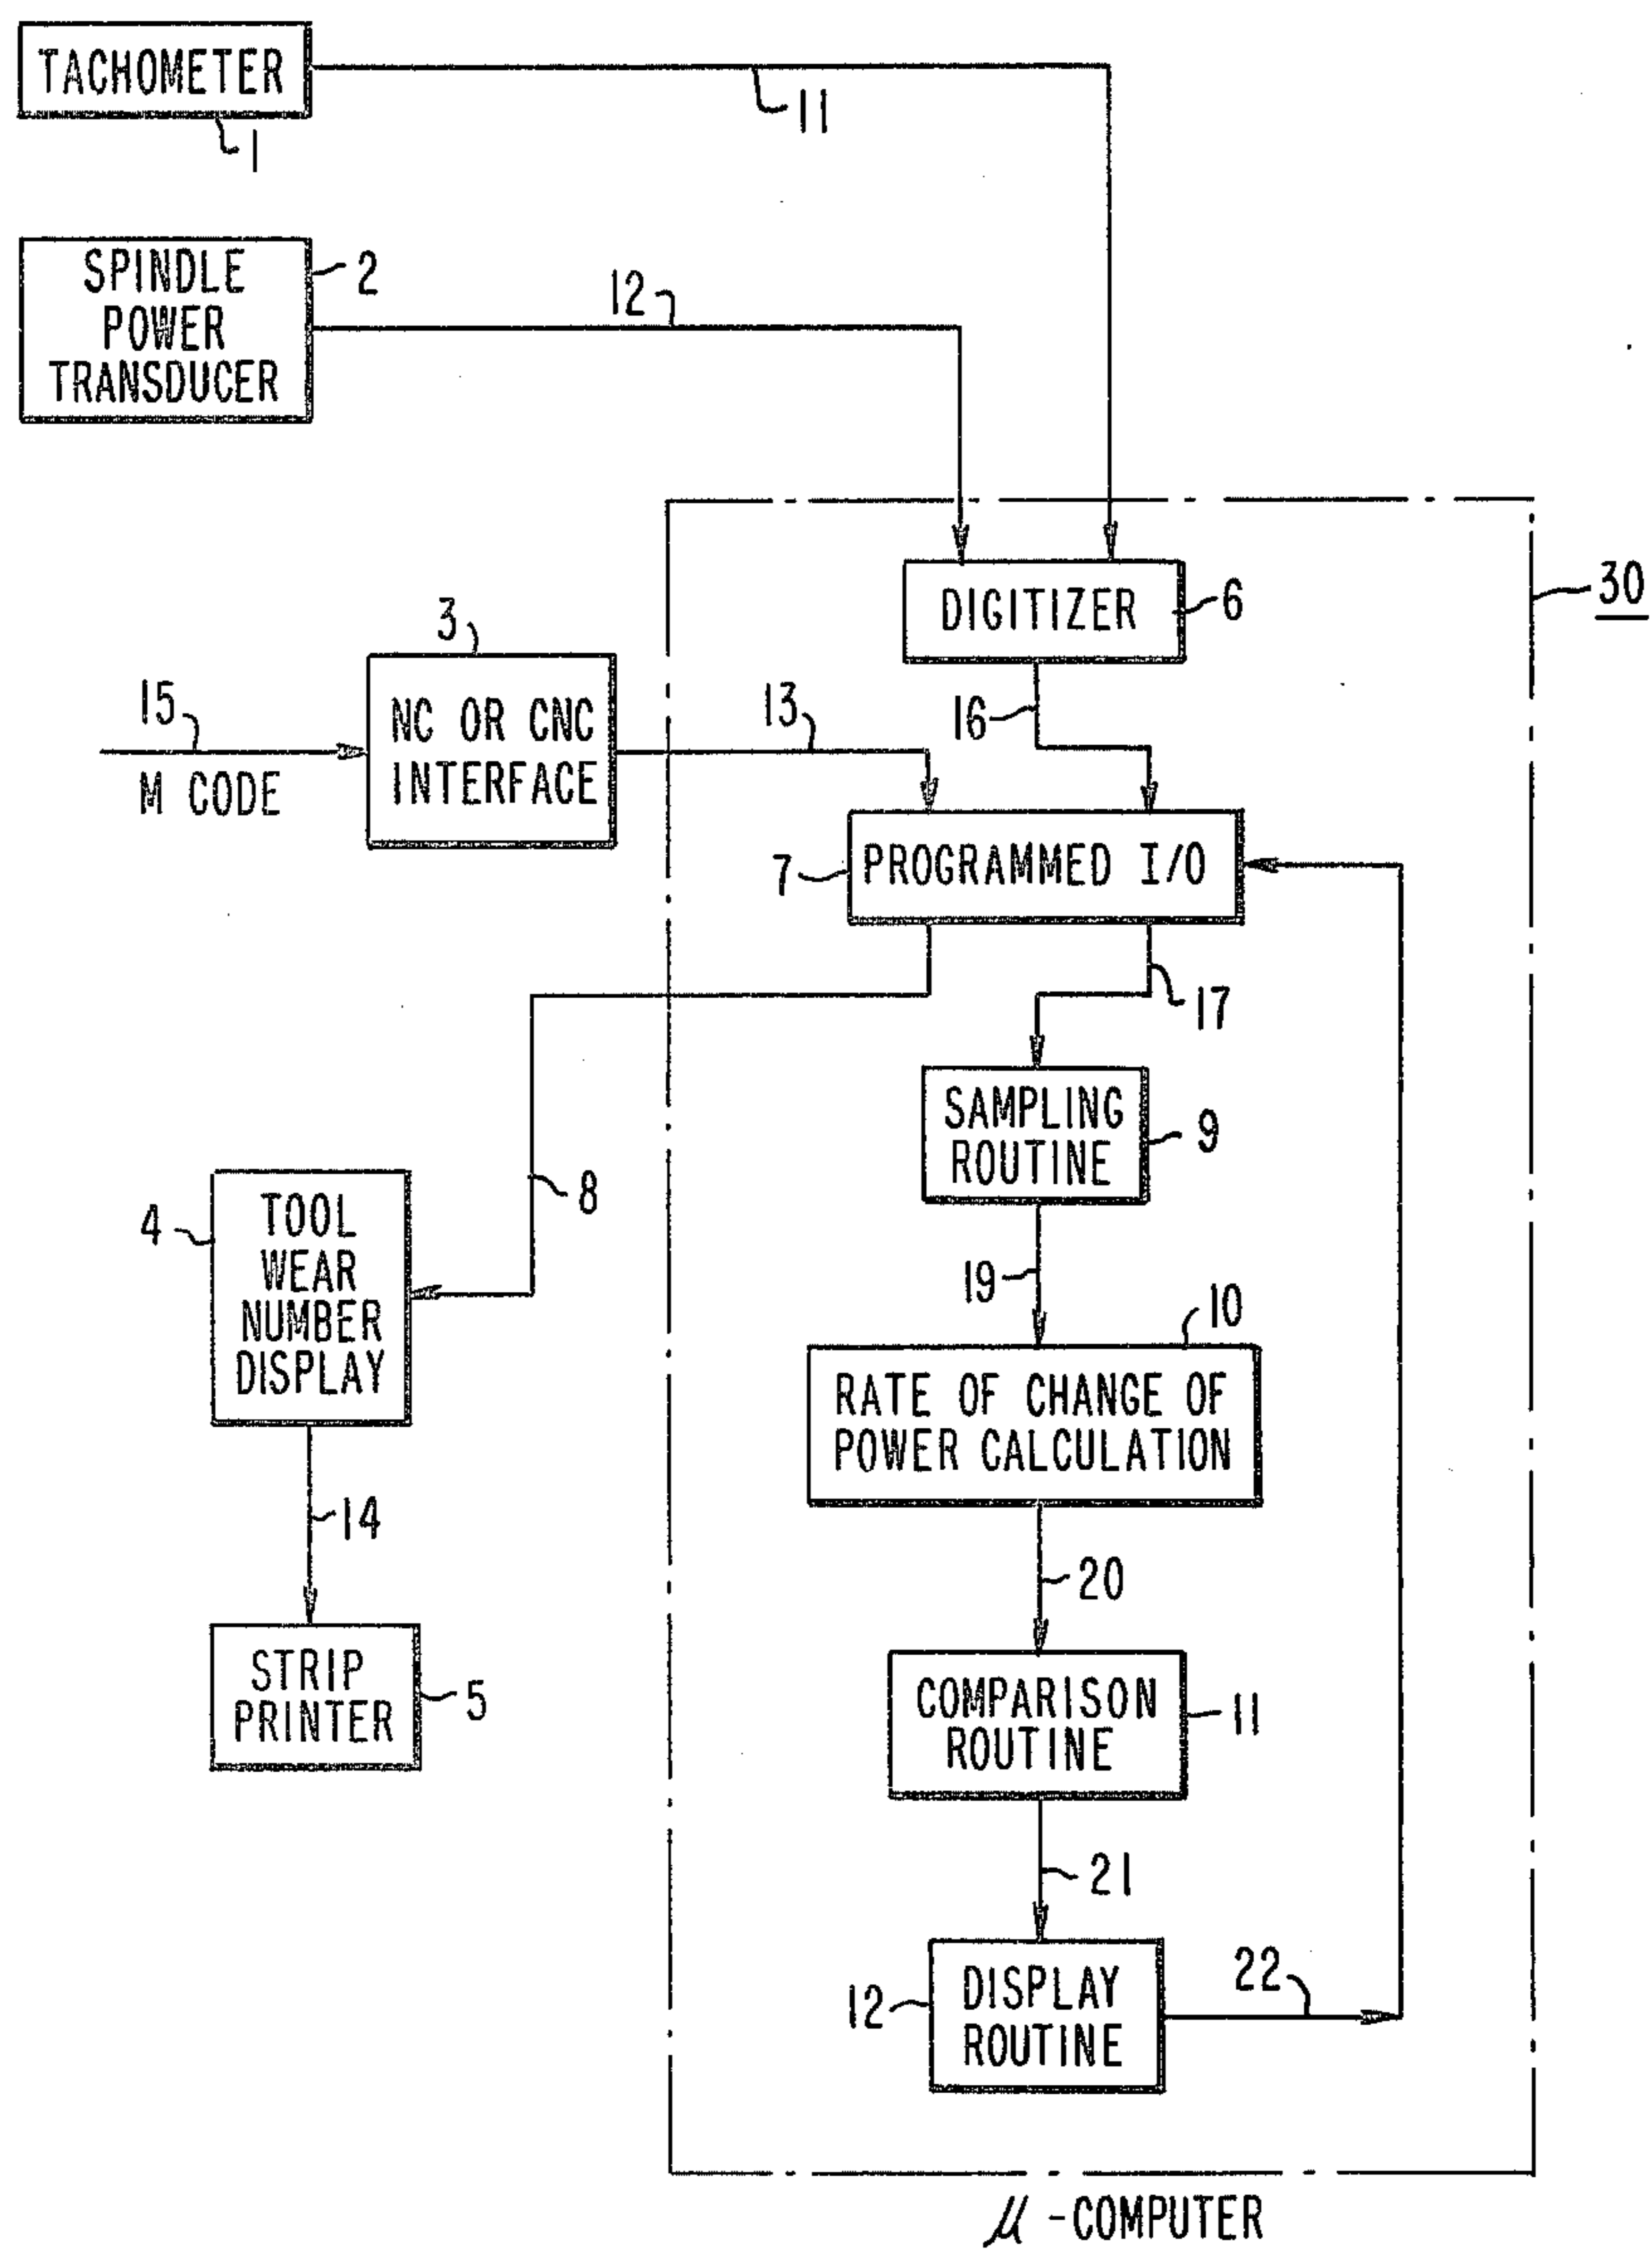 TACHOMETER
1
11
SPINDLE
POWER
TRANSDUCER
2
12
DIGITIZER
6
30
3
NC OR CNC
INTERFACE
15
M CODE
13
16
7
PROGRAMMED I/O
17
SAMPLING
ROUTINE
9
8
4
TOOL
WEAR
NUMBER
DISPLAY
19
10
RATE OF CHANGE OF
POWER CALCULATION
14
20
STRIP
PRINTER
5
COMPARISON
ROUTINE
11
21
12
DISPLAY
ROUTINE
22
μ-COMPUTER